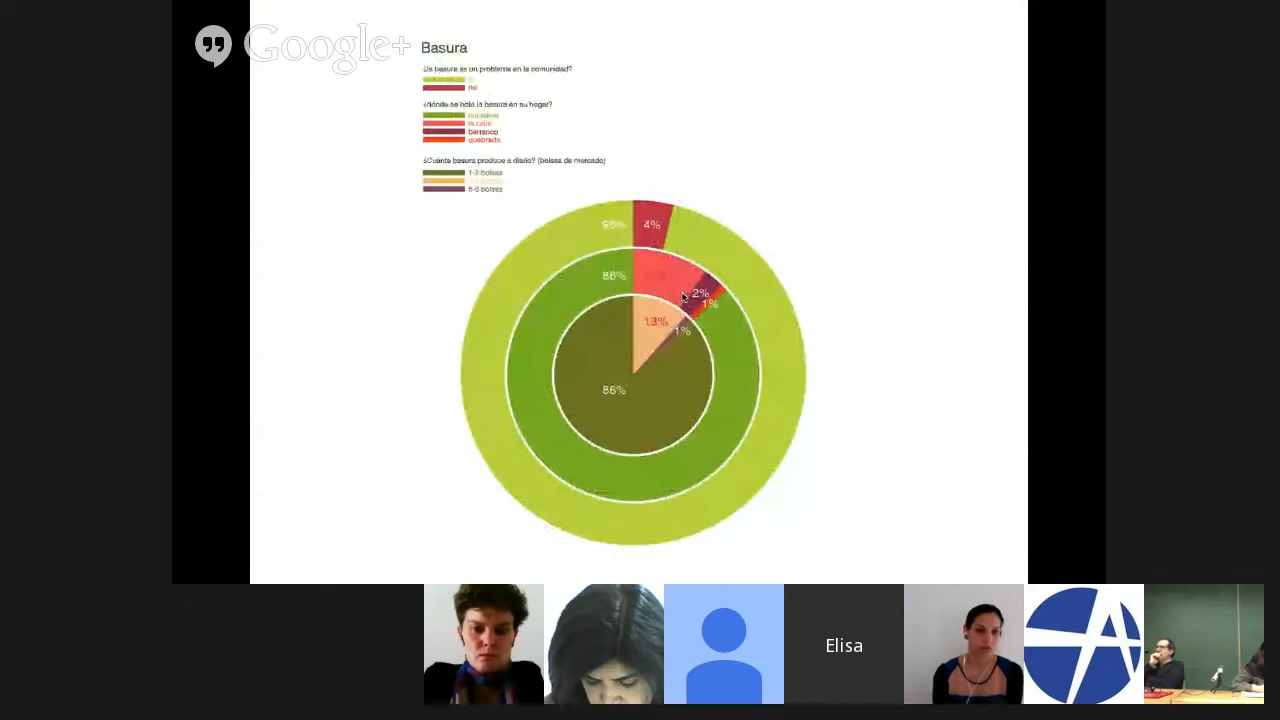 Google+
Basura
¿la basura es un problema en la comunidad?
no
¿dónde se bota la basura en su hogar?
la calle
barranco
quebrada
¿Cuánta basura produce a diario? (bolsas de mercado)
1-2 bolsas
5-6 bolsas
96% 4%
86%
2%
1%
13%
1%
86%
Elisa